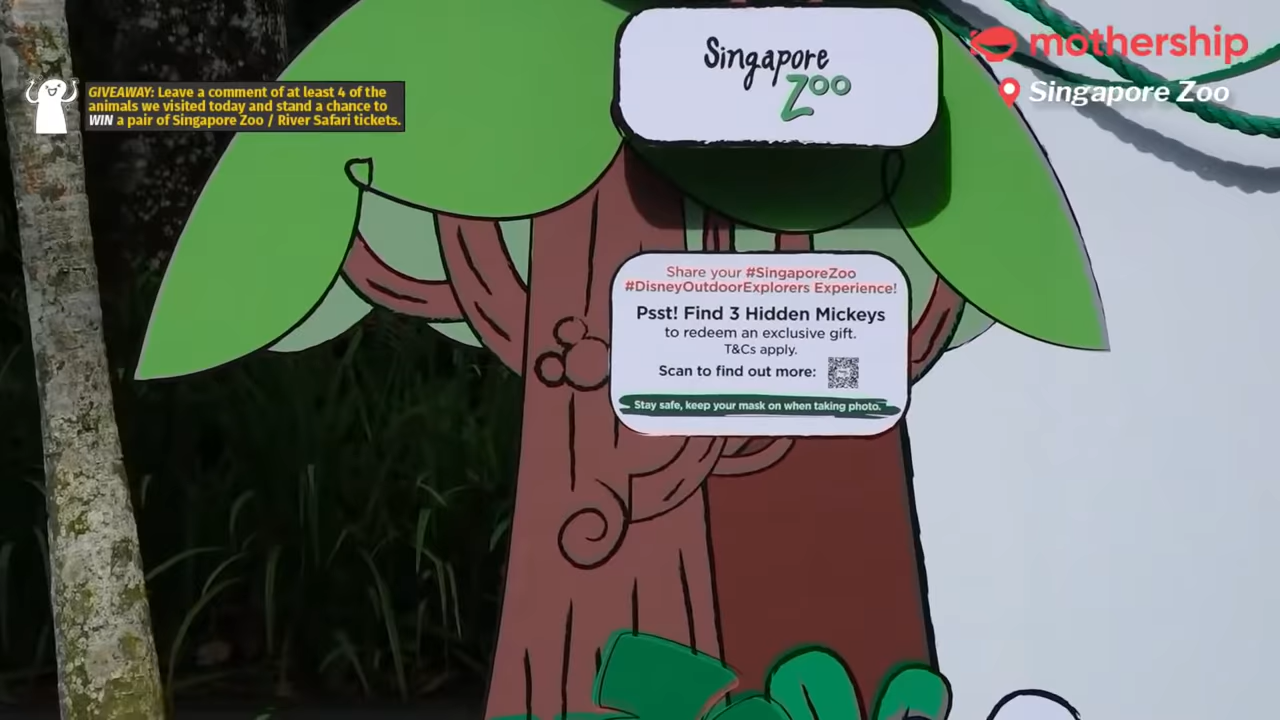 mothership
Singapore Zoo
GIVEAWAY: Leave a comment of at least 4 of the
animals we visited today and stand a chance to
WIN a pair of Singapore Zoo / River Safari tickets.
Singapore
Zoo
Share your #SingaporeZoo
#DisneyOutdoorExplorers Experience!
Psst! Find 3 Hidden Mickeys
to redeem an exclusive gift.
T&Cs apply.
Scan to find out more:
Stay safe, keep your mask on when taking photo.